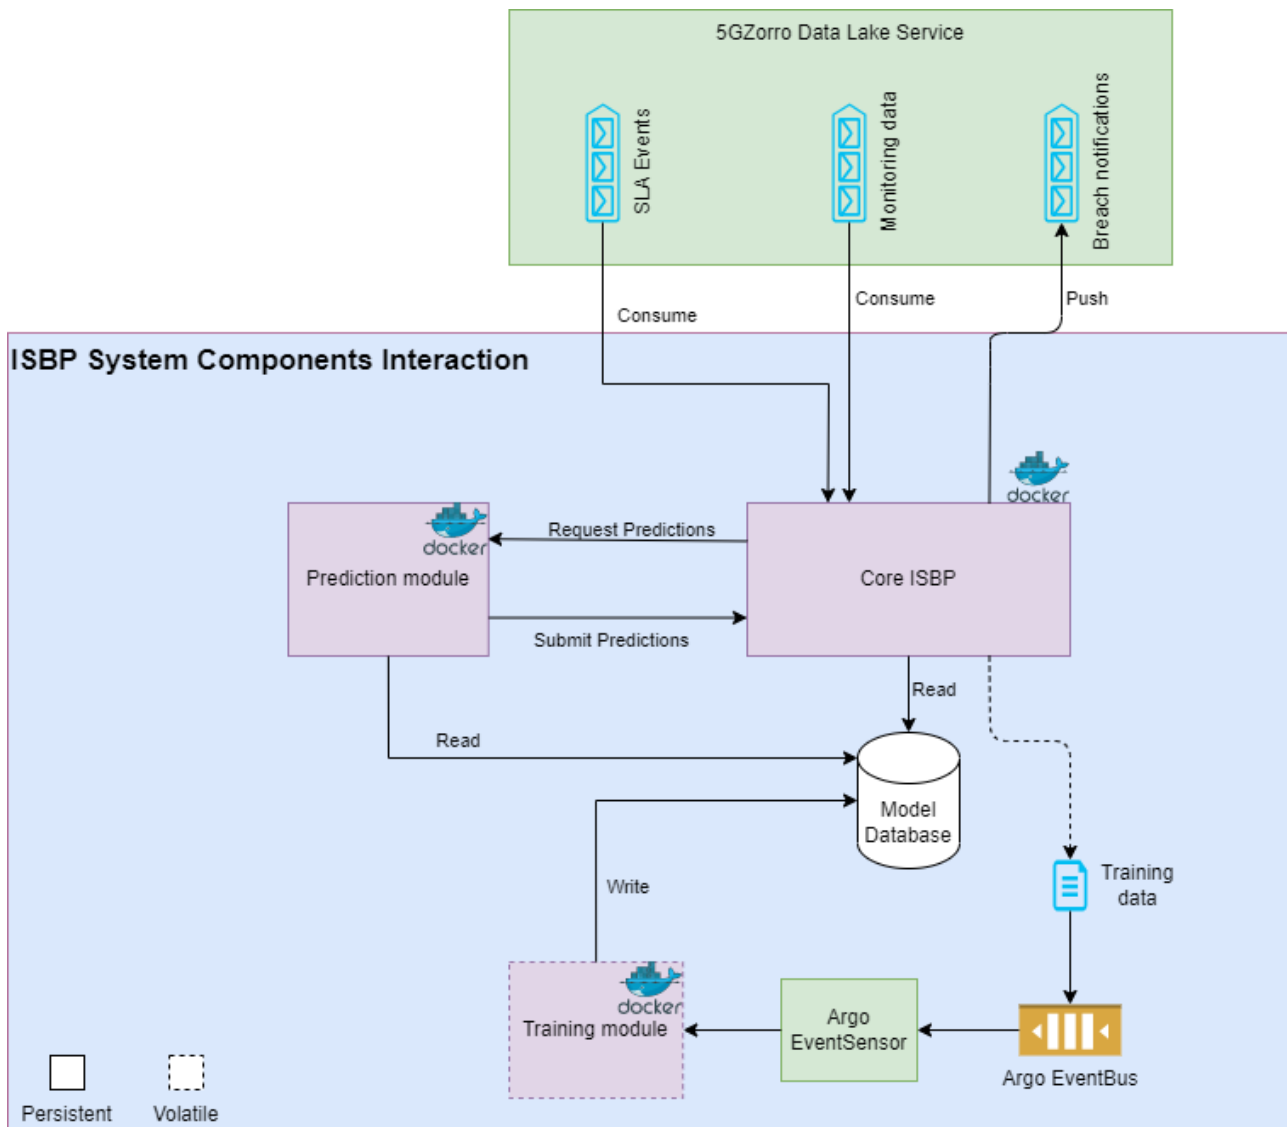 5GZorro Data Lake Service
SLA Events
Monitoring data
Breach notifications
Consume
Consume
Push
ISBP System Components Interaction
docker
docker
Request Predictions
Prediction module
Core ISBP
Submit Predictions
Read
Read
Model
Database
Training
data
Write
docker
Training module
Argo
EventSensor
Argo EventBus
Persistent
Volatile